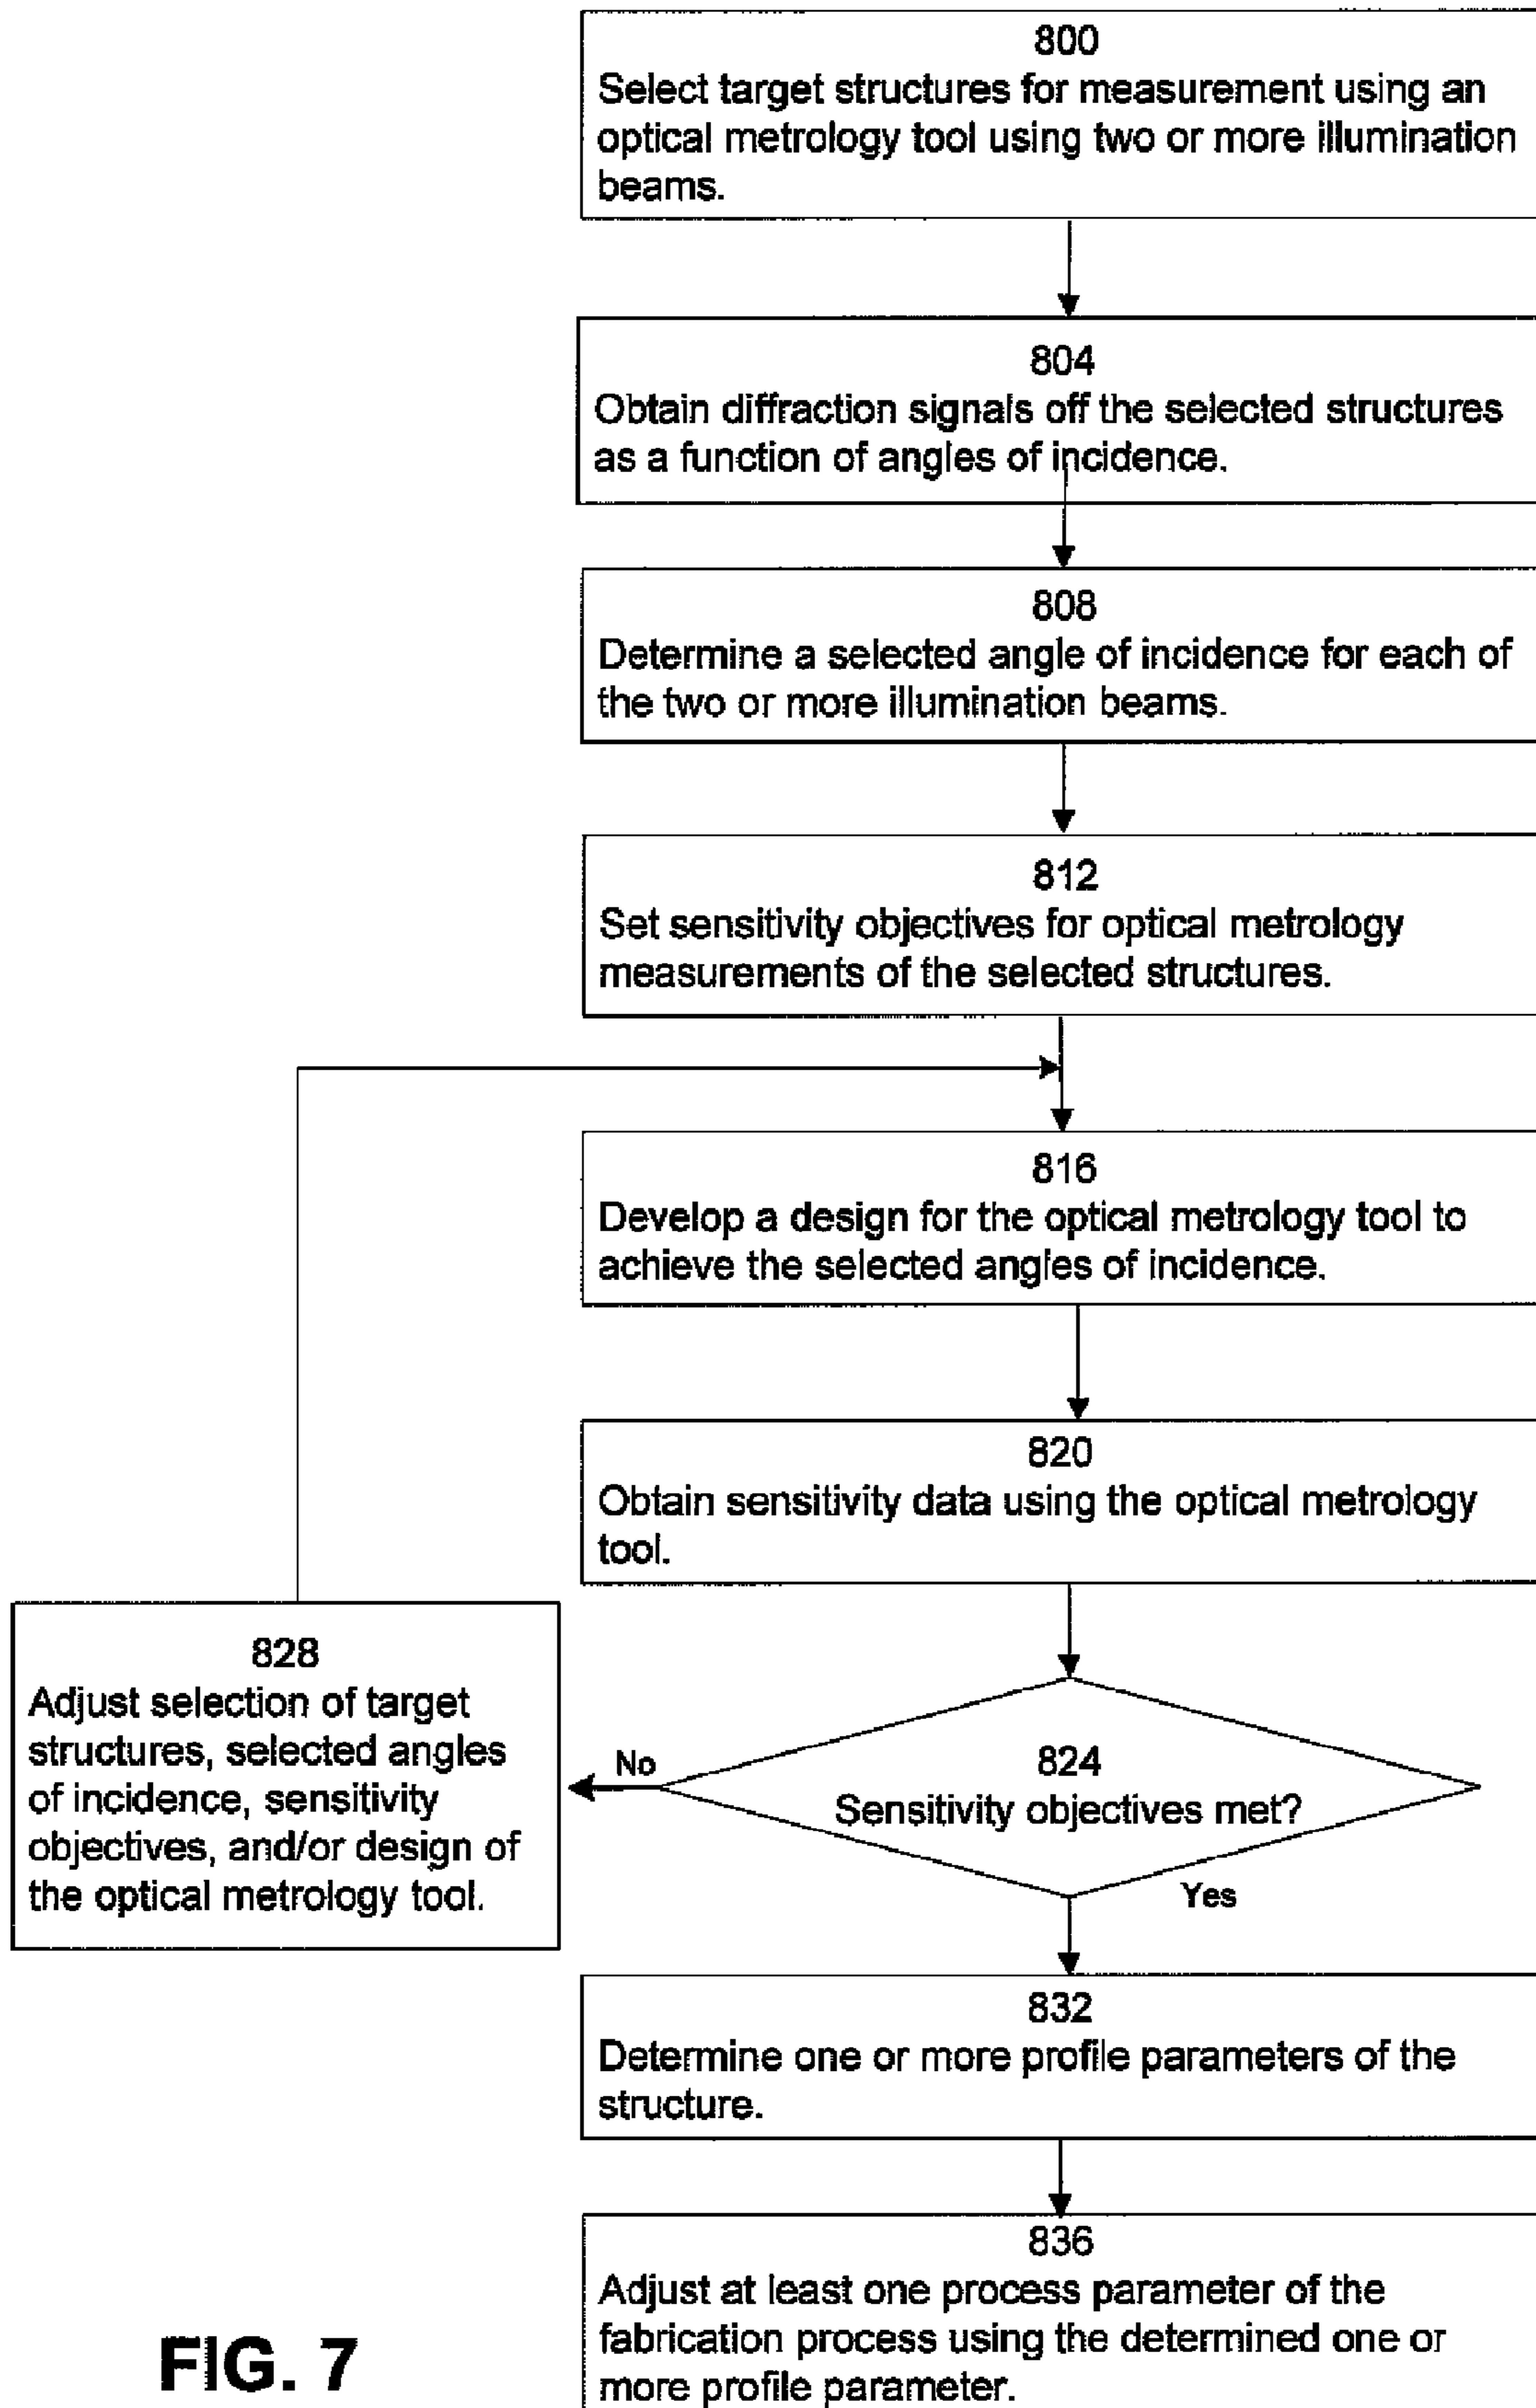 800
Select target structures for measurement using an
optical metrology tool using two or more illumination
beams.
804
Obtain diffraction signals off the selected structures
as a function of angles of incidence.
808
Determine a selected angle of incidence for each of
the two or more illumination beams.
812
Set sensitivity objectives for optical metrology
measurements of the selected structures.
816
Develop a design for the optical metrology tool to
achieve the selected angles of incidence.
820
Obtain sensitivity data using the optical metrology
tool.
828
Adjust selection of target
structures, selected angles
of incidence, sensitivity
objectives, and/or design of
the optical metrology tool.
No
824
Sensitivity objectives met?
Yes
832
Determine one or more profile parameters of the
structure.
836
Adjust at least one process parameter of the
fabrication process using the determined one or
more profile parameter.
FIG. 7